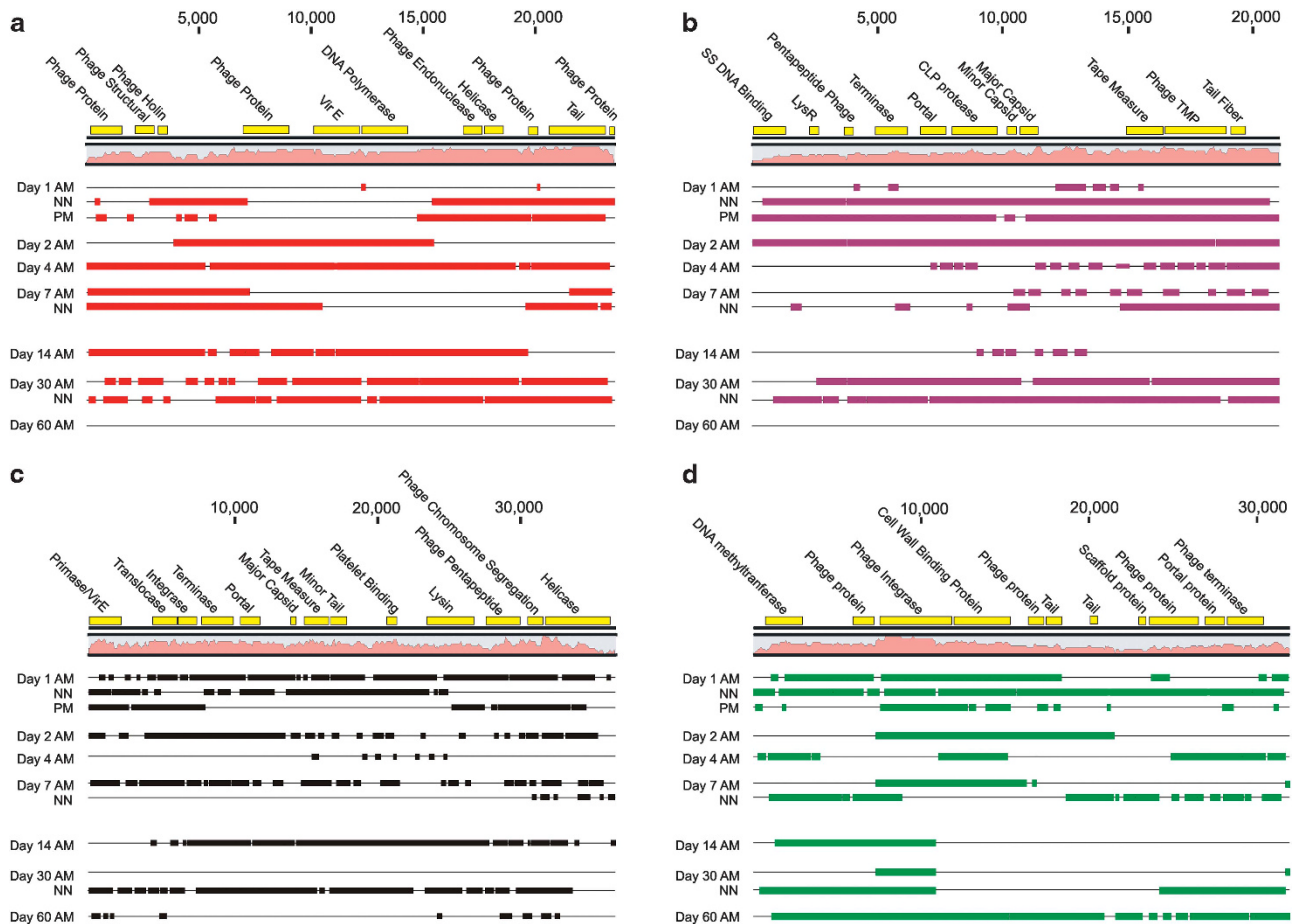 a
5,000 10,000 15,000 20,000
Phage Protein
Phage Structural
Phage Holin
Phage Protein
Vir E
DNA Polymerase
Phage Endonuclease
Helicase
Phage Protein
Tail
Phage Protein
Day 1 AM
NN
PM
Day 2 AM
Day 4 AM
Day 7 AM
NN
Day 14 AM
Day 30 AM
NN
Day 60 AM
b
5,000 10,000 15,000 20,000
SS DNA Binding
LysR
Pentapeptide Phage
Terminase
Portal
CLP protease
Minor Capsid
Major Capsid
Tape Measure
Phage TMP
Tail Fiber
Day 1 AM
NN
PM
Day 2 AM
Day 4 AM
Day 7 AM
NN
Day 14 AM
Day 30 AM
NN
Day 60 AM
c
10,000 20,000 30,000
Primase/VirE
Translocase
Integrase
Terminase
Portal
Major Capsid
Tape Measure
Minor Tail
Platelet Binding
Lysin
Phage Pentapeptide
Phage Chromosome Segregation
Helicase
Day 1 AM
NN
PM
Day 2 AM
Day 4 AM
Day 7 AM
NN
Day 14 AM
Day 30 AM
NN
Day 60 AM
d
10,000 20,000 30,000
DNA methyltranferase
Phage protein
Phage Integrase
Cell Wall Binding Protein
Phage protein
Tail
Tail
Scaffold protein
Phage protein
Portal protein
Phage terminase
Day 1 AM
NN
PM
Day 2 AM
Day 4 AM
Day 7 AM
NN
Day 14 AM
Day 30 AM
NN
Day 60 AM